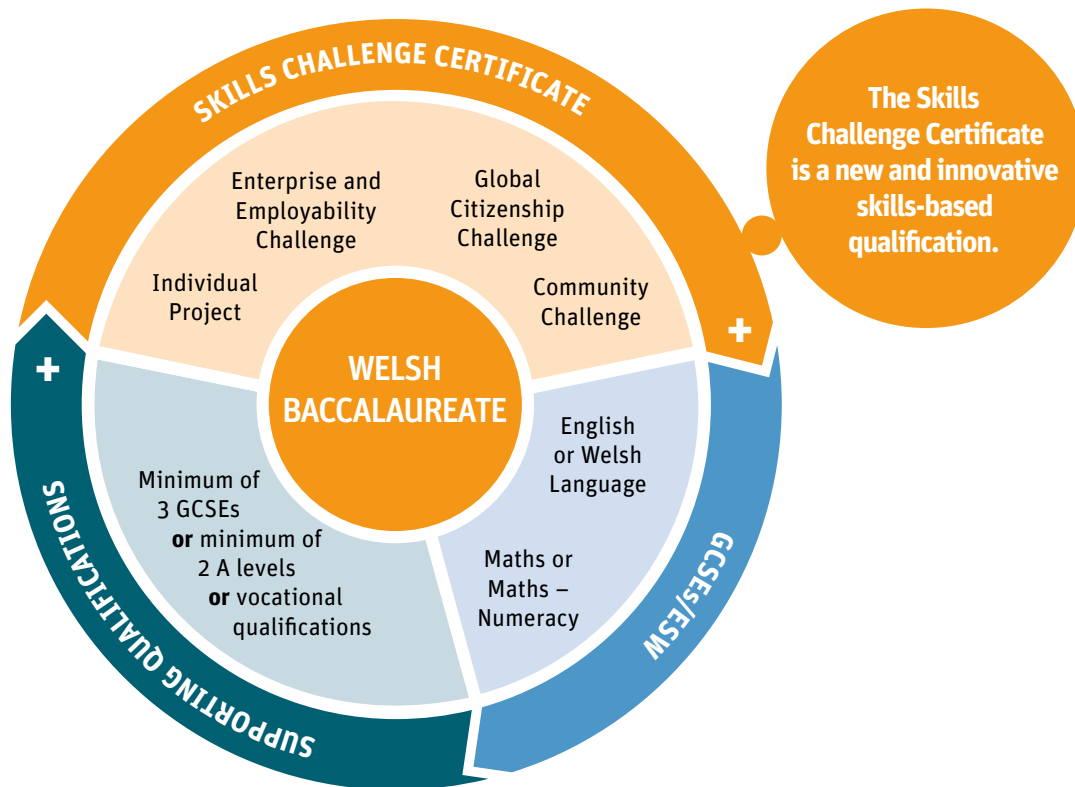 SKILLS CHALLENGE CERTIFICATE
The Skills
Challenge Certificate
is a new and innovative
skills-based
qualification.
Enterprise and
Employability
Challenge
Global
Citizenship
Challenge
Individual
Project
Community
Challenge
+
+
WELSH
BACCALAUREATE
English
or Welsh
Language
Maths or
Maths –
Numeracy
GCSEs/ESW
Minimum of
3 GCSEs
or minimum of
2 A levels
or vocational
qualifications
SUPPORTING QUALIFICATIONS